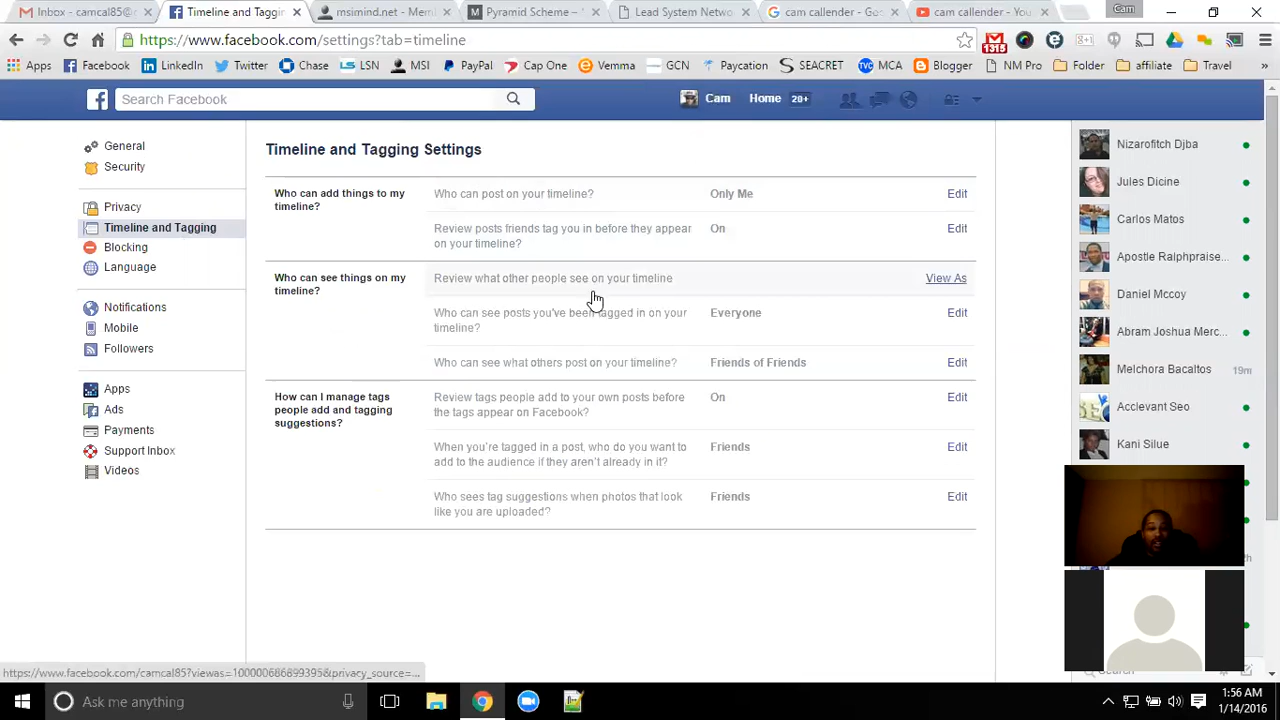 Inbox - camcal85@
Timeline and Taggin
msimind.net - Mem
Pyramid Scheme -
Lead System Netwo
cam callender - Go
cam callender - You
Cam
https://www.facebook.com/settings?tab=timeline
1315
Apps
Facebook
LinkedIn
Twitter
Chase
LSN
MSI
PayPal
Cap One
Vemma
GCN
Paycation
SEACRET
MCA
Blogger
NM Pro
Folder
affiliate
Travel
Search Facebook
Cam
Home
20+
General
Security
Privacy
Timeline and Tagging
Blocking
Language
Notifications
Mobile
Followers
Apps
Ads
Payments
Support Inbox
Videos
Timeline and Tagging Settings
Who can add things to my
timeline?
Who can post on your timeline?
Only Me
Edit
Review posts friends tag you in before they appear
on your timeline?
On
Edit
Who can see things on my
timeline?
Review what other people see on your timeline
View As
Who can see posts you've been tagged in on your
timeline?
Everyone
Edit
Who can see what others post on your timeline?
Friends of Friends
Edit
How can I manage tags
people add and tagging
suggestions?
Review tags people add to your own posts before
the tags appear on Facebook?
On
Edit
When you're tagged in a post, who do you want to
add to the audience if they aren't already in it?
Friends
Edit
Who sees tag suggestions when photos that look
like you are uploaded?
Friends
Edit
Nizarofitch Djba
Jules Dicine
Carlos Matos
Apostle Ralphpraise...
Daniel Mccoy
Abram Joshua Merc...
Melchora Bacaltos
19m
Acclevant Seo
Kani Silue
https://www.facebook.com/camcal85?viewas=100000686899395&privacy_source=...
Ask me anything
1:56 AM
1/14/2016